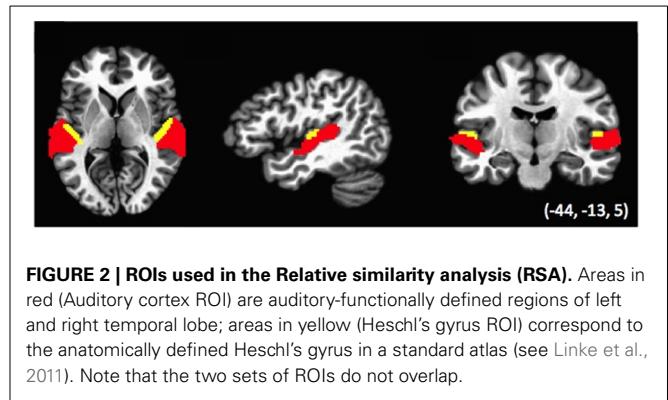 (-44, -13, 5)
FIGURE 2 | ROIs used in the Relative similarity analysis (RSA). Areas in
red (Auditory cortex ROI) are auditory-functionally defined regions of left
and right temporal lobe; areas in yellow (Heschl's gyrus ROI) correspond to
the anatomically defined Heschl's gyrus in a standard atlas (see Linke et al.,
2011). Note that the two sets of ROIs do not overlap.